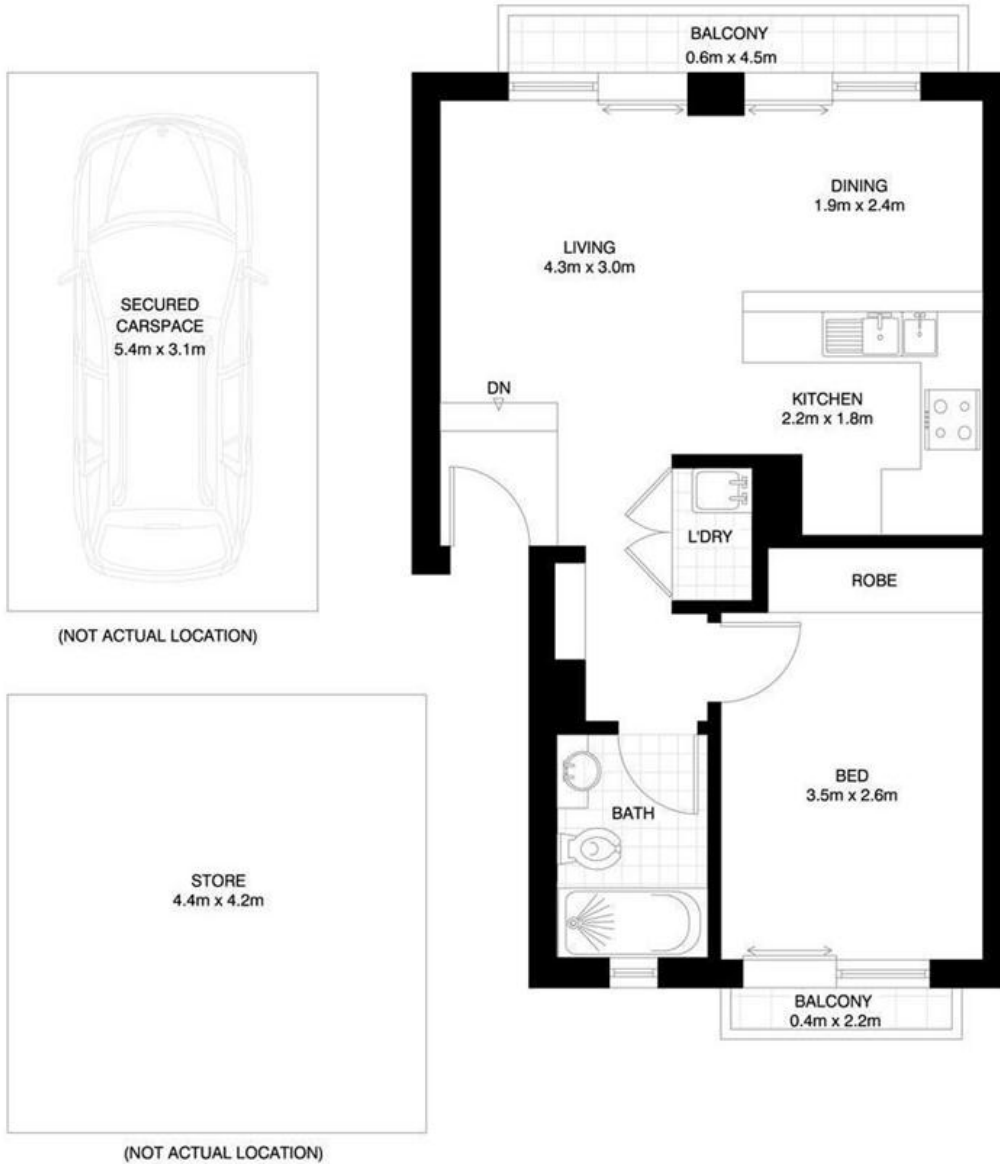 BALCONY
0.6m x 4.5m
DINING
1.9m x 2.4m
LIVING
4.3m x 3.0m
SECURED
CARSPACE
5.4m x 3.1m
DN
KITCHEN
2.2m x 1.8m
L'DRY
ROBE
(NOT ACTUAL LOCATION)
BED
3.5m x 2.6m
BATH
STORE
4.4m x 4.2m
BALCONY
0.4m x 2.2m
(NOT ACTUAL LOCATION)